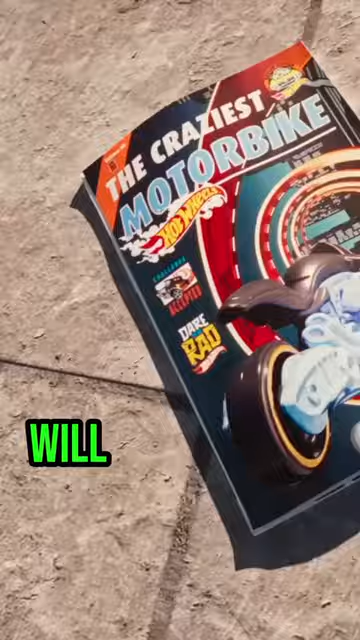 THE CRAZIEST
MOTORBIKE
HOT WHEELS
CHALLENGE
ACCEPTED
DARE
RAD
WILL